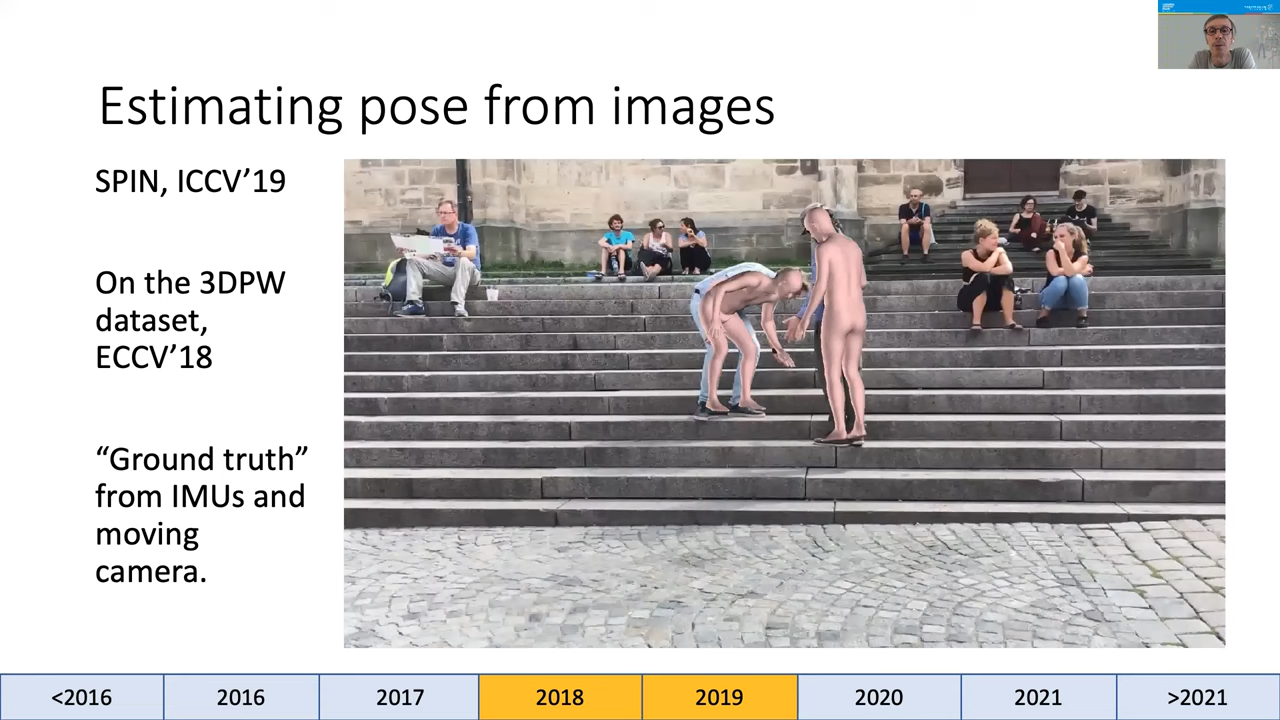 Estimating pose from images
SPIN, ICCV’19
On the 3DPW
dataset,
ECCV’18
“Ground truth”
from IMUs and
moving
camera.
<2016
2016
2017
2018
2019
2020
2021
>2021